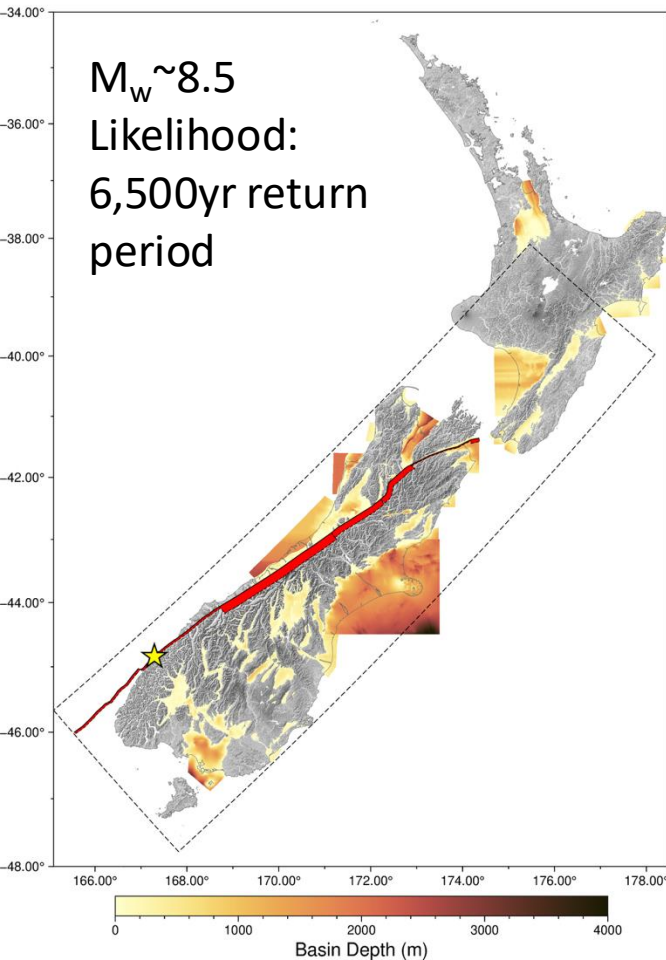 M_w~8.5
Likelihood:
6,500yr return
period
−34.00°
−36.00°
−38.00°
−40.00°
−42.00°
−44.00°
−46.00°
−48.00°
166.00° 168.00° 170.00° 172.00° 174.00° 176.00° 178.00°
0 1000 2000 3000 4000
Basin Depth (m)